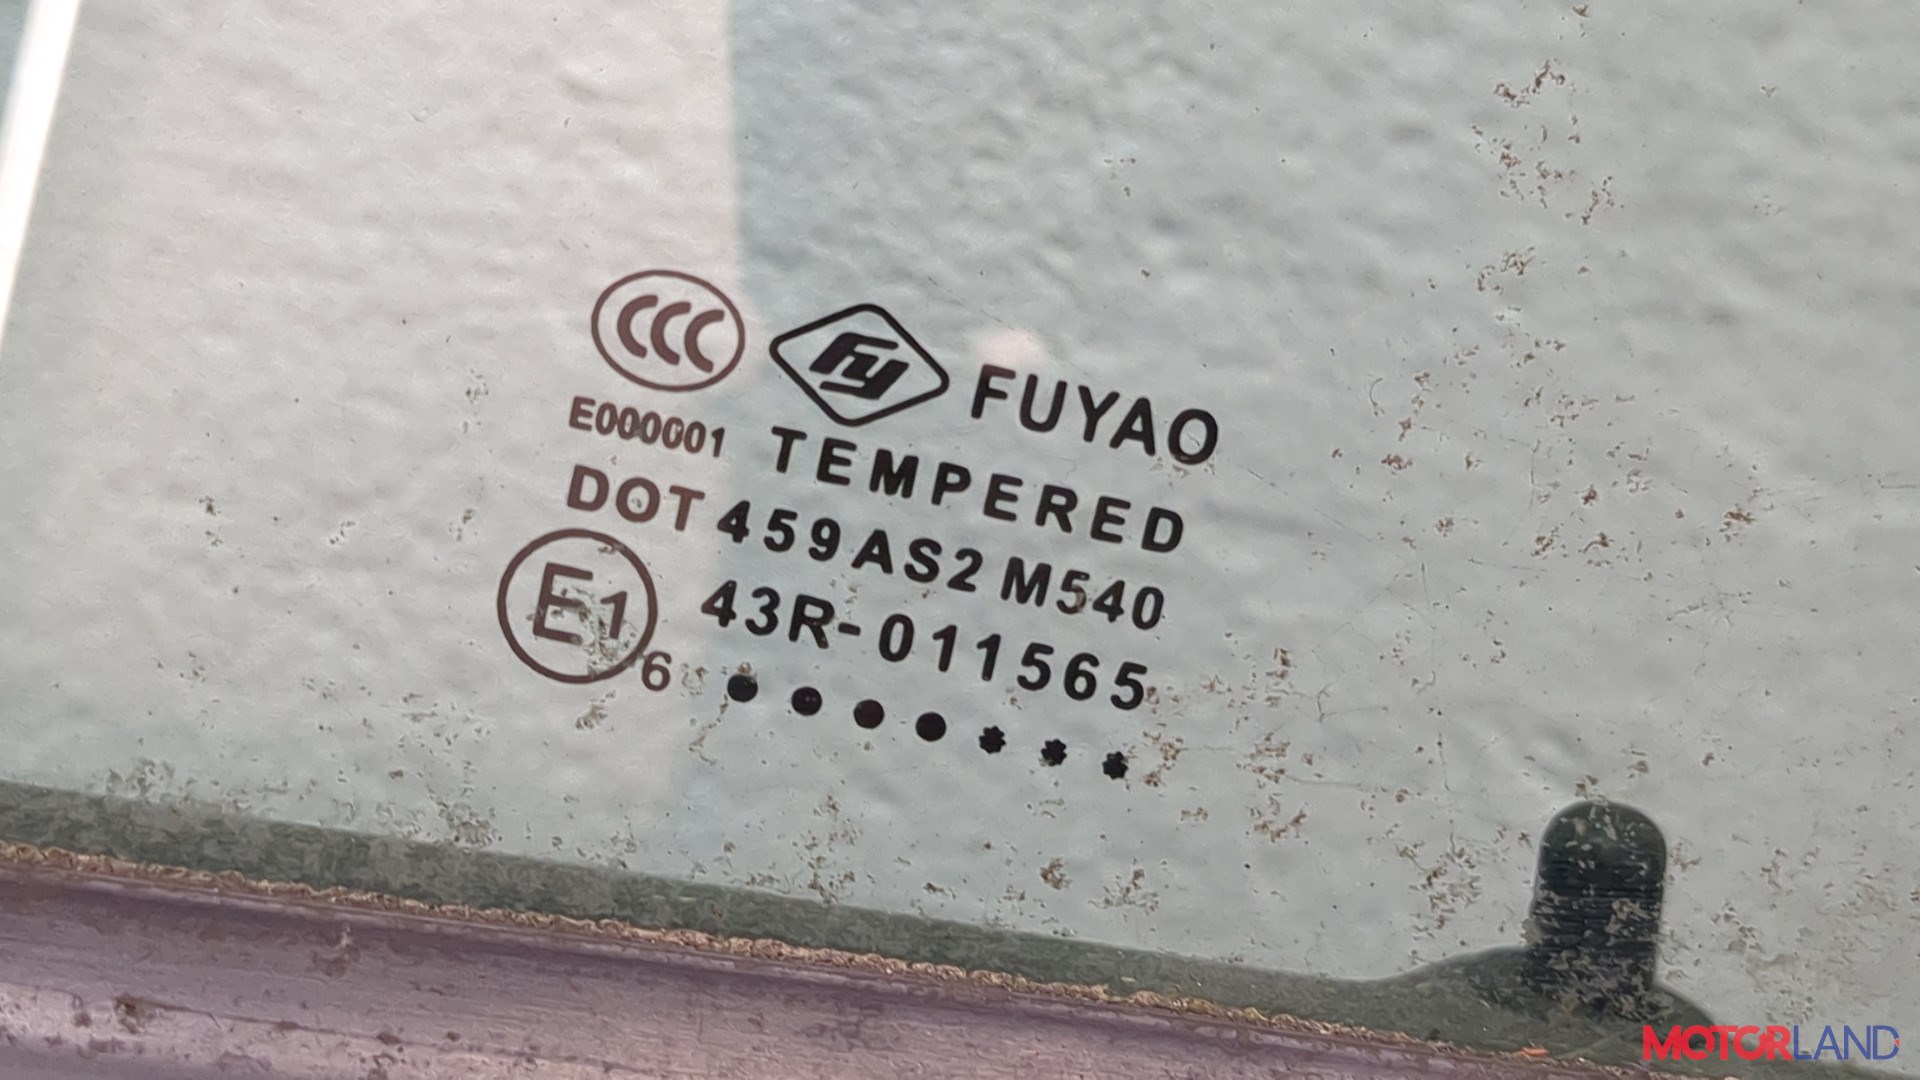 CCC
fy FUYAO
E000001 TEMPERED
DOT 459 AS2 M540
E1 43R-011565
6
MOTORLAND